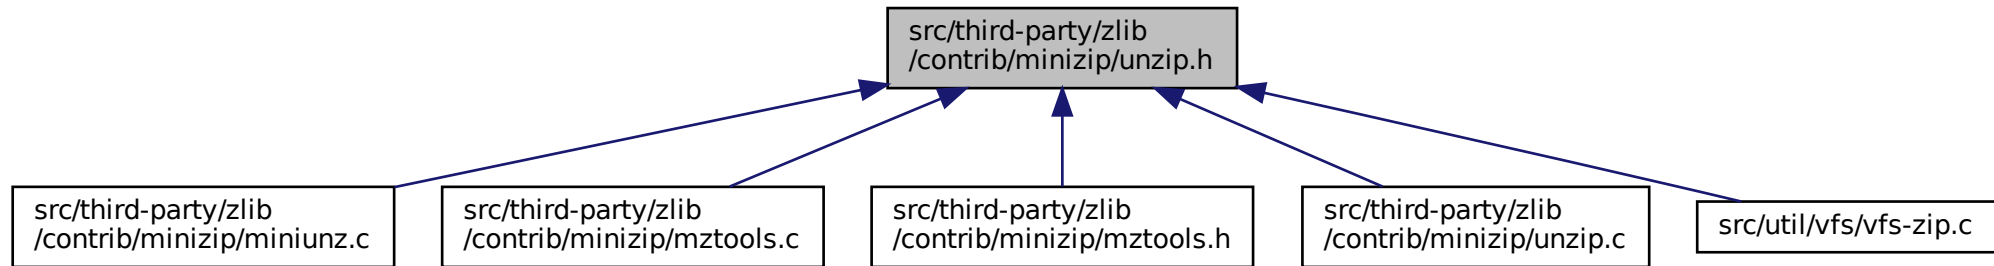 src/third-party/zlib
/contrib/minizip/unzip.h
src/third-party/zlib
/contrib/minizip/miniunz.c
src/third-party/zlib
/contrib/minizip/mztools.c
src/third-party/zlib
/contrib/minizip/mztools.h
src/third-party/zlib
/contrib/minizip/unzip.c
src/util/vfs/vfs-zip.c